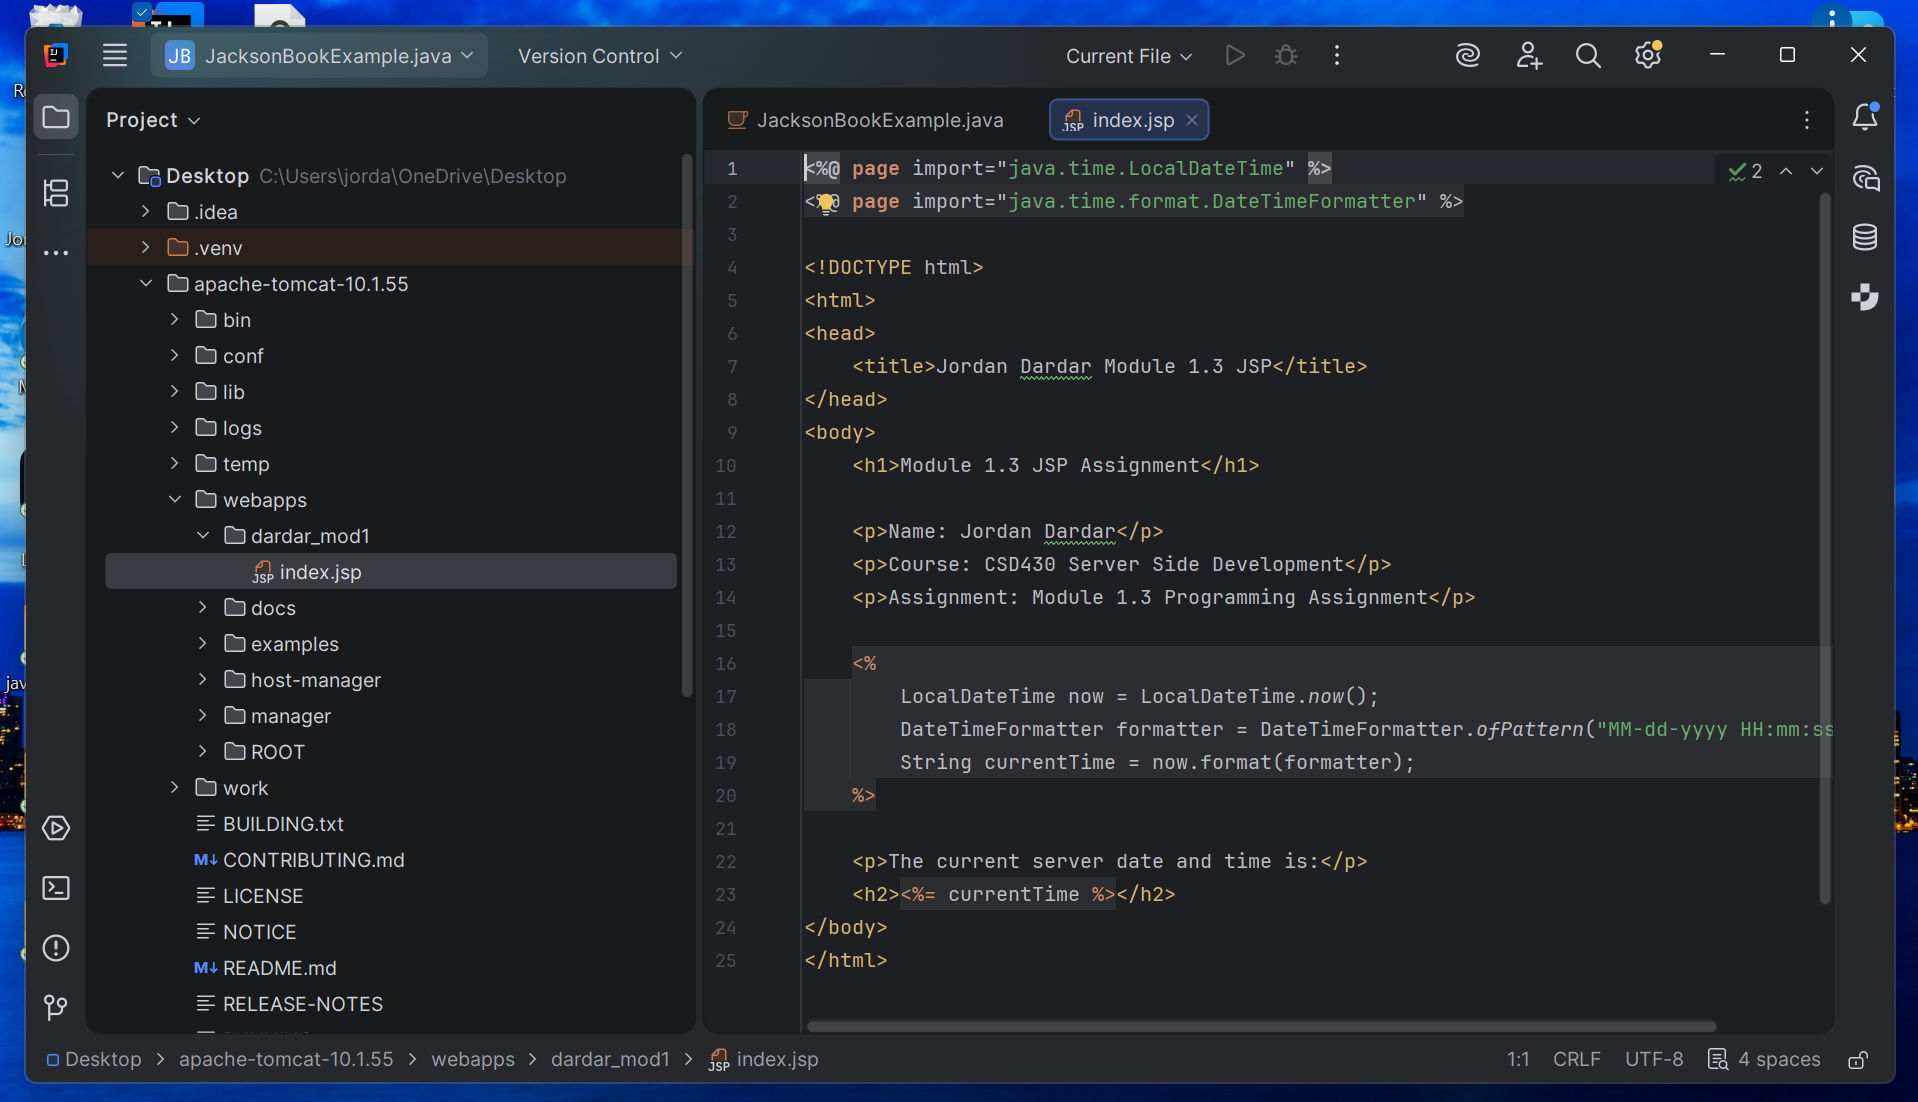 JB JacksonBookExample.java Version Control Current File
Project
Desktop C:\Users\jorda\OneDrive\Desktop
.idea
.venv
apache-tomcat-10.1.55
bin
conf
lib
logs
temp
webapps
dardar_mod1
JSP index.jsp
docs
examples
host-manager
manager
ROOT
work
BUILDING.txt
M↓ CONTRIBUTING.md
LICENSE
NOTICE
M↓ README.md
RELEASE-NOTES
JacksonBookExample.java JSP index.jsp
2
1 <%@ page import="java.time.LocalDateTime" %>
2 <%@ page import="java.time.format.DateTimeFormatter" %>
3
4 <!DOCTYPE html>
5 <html>
6 <head>
7 <title>Jordan Dardar Module 1.3 JSP</title>
8 </head>
9 <body>
10 <h1>Module 1.3 JSP Assignment</h1>
11
12 <p>Name: Jordan Dardar</p>
13 <p>Course: CSD430 Server Side Development</p>
14 <p>Assignment: Module 1.3 Programming Assignment</p>
15
16 <%
17 LocalDateTime now = LocalDateTime.now();
18 DateTimeFormatter formatter = DateTimeFormatter.ofPattern("MM-dd-yyyy HH:mm:ss
19 String currentTime = now.format(formatter);
20 %>
21
22 <p>The current server date and time is:</p>
23 <h2><%= currentTime %></h2>
24 </body>
25 </html>
Desktop > apache-tomcat-10.1.55 > webapps > dardar_mod1 > JSP index.jsp 1:1 CRLF UTF-8 4 spaces